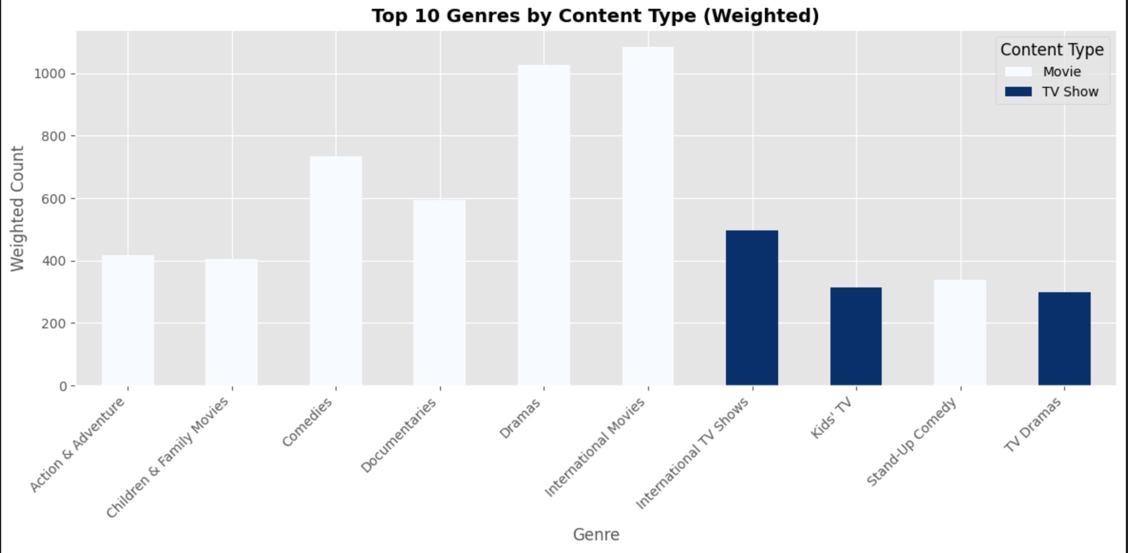 Top 10 Genres by Content Type (Weighted)
Content Type
Movie
TV Show
Weighted Count
1000
800
600
400
200
0
Action & Adventure
Children & Family Movies
Comedies
Documentaries
Dramas
International Movies
International TV Shows
Kids' TV
Stand-Up Comedy
TV Dramas
Genre